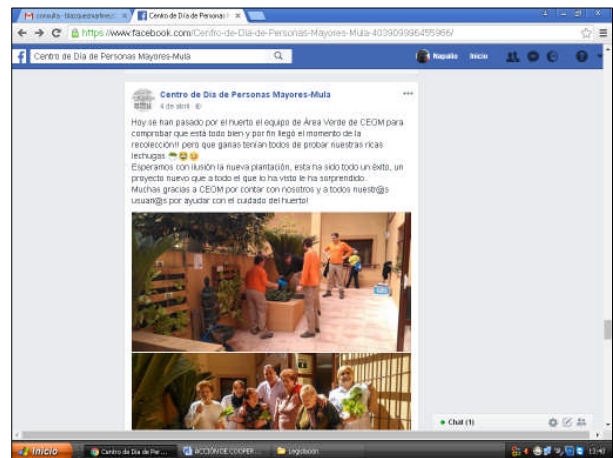 Centro de Día de Personas
https://www.facebook.com/Centro-de-Dia-de-Personas-Mayores-Mula-403909996455986/
Centro de Día de Personas Mayores-Mula
Napalio Inicio
Centro de Día de Personas Mayores-Mula
4 de abril
Hoy se han pasado por el huerto el equipo de Área Verde de CEOM para
comprobar que está todo bien y por fin llegó el momento de la
recolección!! pero que ganas tenían todos de probar nuestras ricas
lechugas
Esperamos con ilusión la nueva plantación, esta ha sido todo un éxito, un
proyecto nuevo que a todo el que lo ha visto le ha sorprendido.
Muchas gracias a CEOM por contar con nosotros y a todos nuestr@s
usuari@s por ayudar con el cuidado del huerto!
Chat (1)
Inicio
Centro de Dia de Per...
ACCIÓN DE COOPER...
Legislacion
13:43